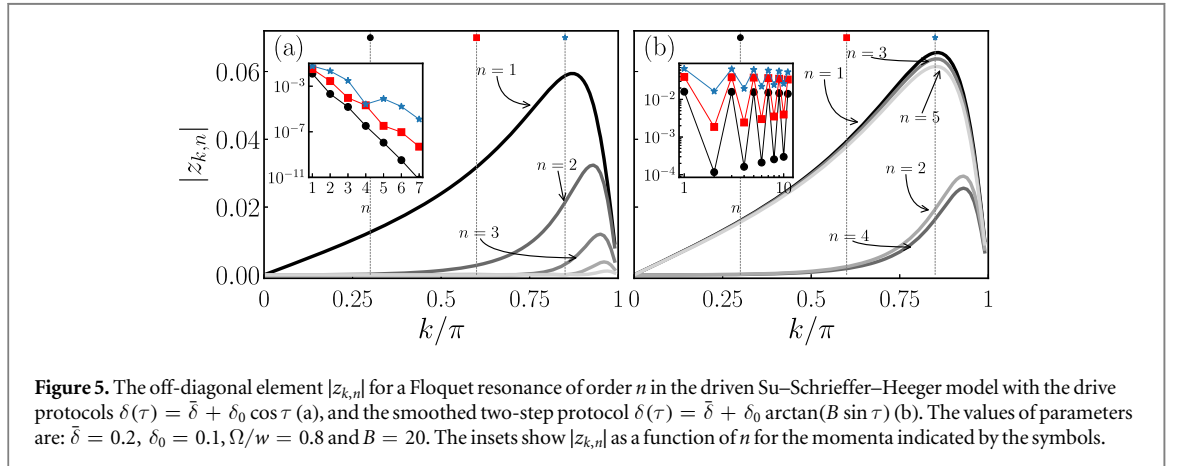 (a)
(b)
n = 1
n = 2
n = 3
10⁻³
10⁻⁷
10⁻¹¹
1 2 3 4 5 6 7
n
n = 1
n = 3
n = 5
n = 2
n = 4
10⁻²
10⁻³
10⁻⁴
1 10
n
|z_{k,n}|
0.06
0.04
0.02
0.00
0 0.25 0.5 0.75 1 0 0.25 0.5 0.75 1
k/π k/π
Figure 5. The off-diagonal element |z_{k,n}| for a Floquet resonance of order n in the driven Su–Schrieffer–Heeger model with the drive
protocols δ(τ) = δ̄ + δ₀ cos τ (a), and the smoothed two-step protocol δ(τ) = δ̄ + δ₀ arctan(B sin τ) (b). The values of parameters
are: δ̄ = 0.2, δ₀ = 0.1, Ω/w = 0.8 and B = 20. The insets show |z_{k,n}| as a function of n for the momenta indicated by the symbols.